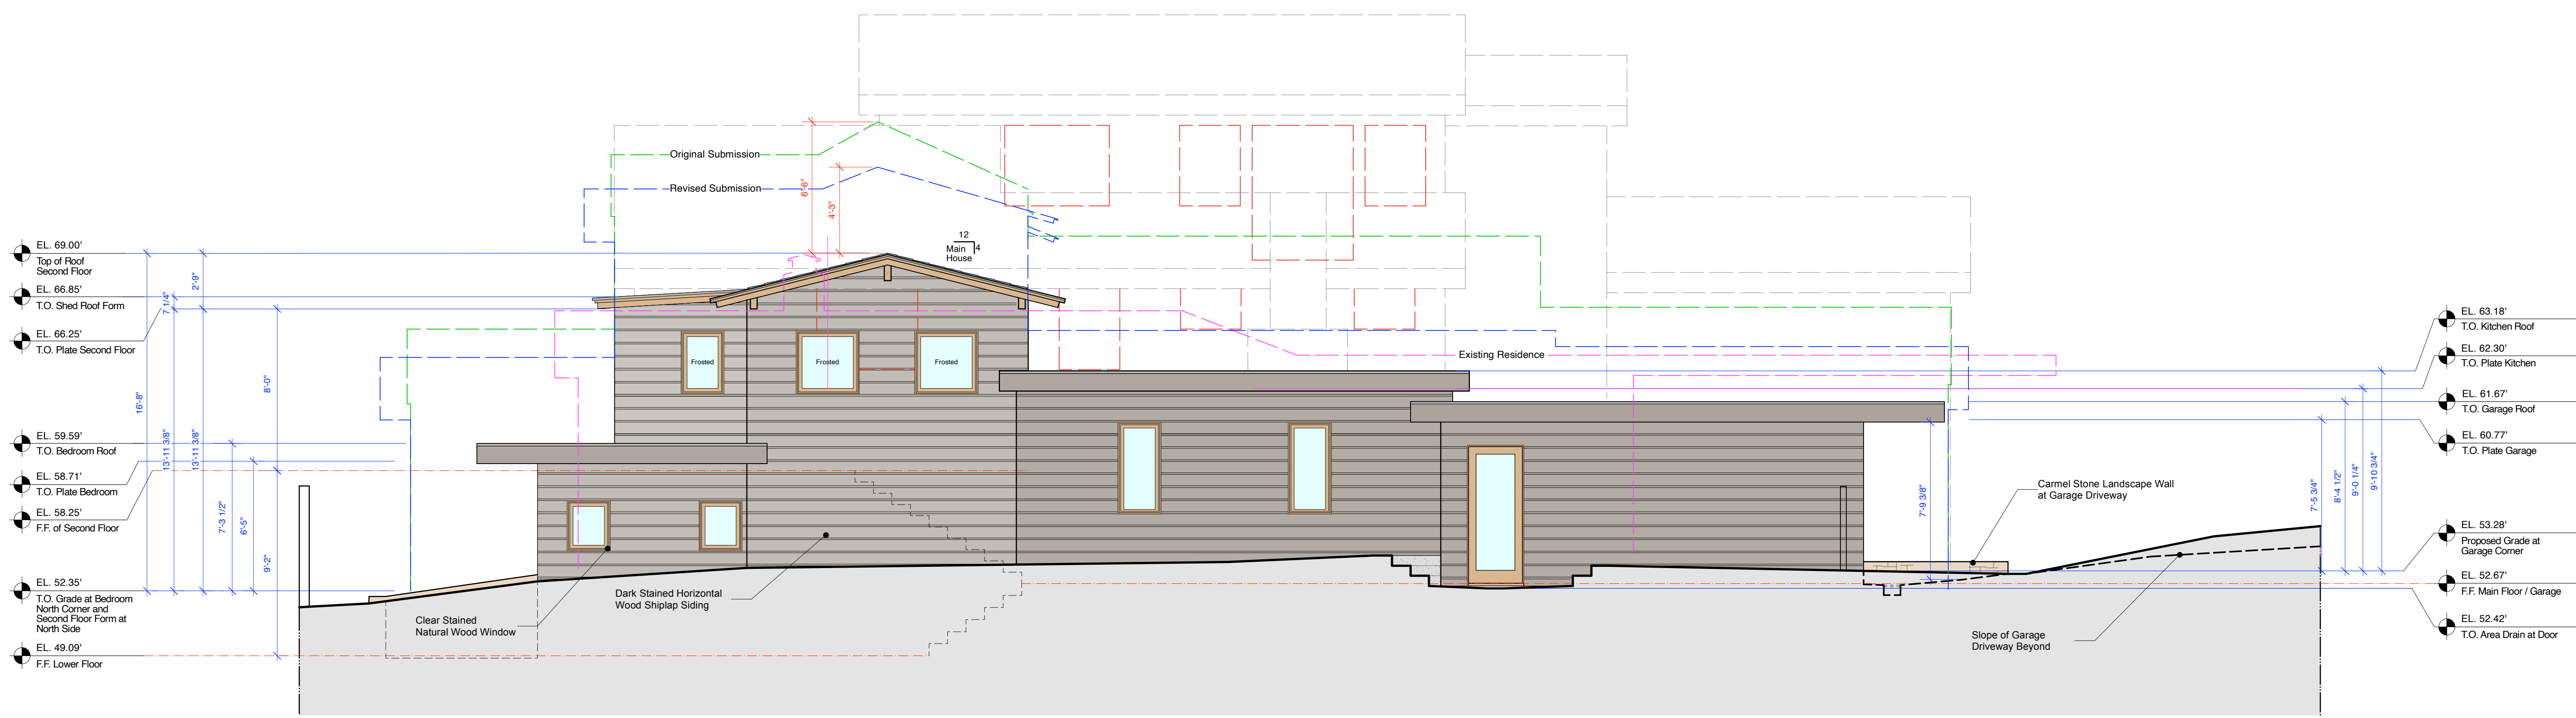 Original Submission
Revised Submission
6'-6"
4'-3"
12
4
Main
House
EL. 69.00'
Top of Roof
Second Floor
EL. 66.85'
T.O. Shed Roof Form
EL. 66.25'
T.O. Plate Second Floor
EL. 59.59'
T.O. Bedroom Roof
EL. 58.71'
T.O. Plate Bedroom
EL. 58.25'
F.F. of Second Floor
EL. 52.35'
T.O. Grade at Bedroom
North Corner and
Second Floor Form at
North Side
EL. 49.09'
F.F. Lower Floor
16'-8"
7 1/4"
13'-11 3/8"
2'-9"
13'-11 3/8"
7'-3 1/2"
6'-5"
8'-0"
9'-2"
Frosted
Frosted
Frosted
Existing Residence
Clear Stained
Natural Wood Window
Dark Stained Horizontal
Wood Shiplap Siding
7'-9 3/8"
Carmel Stone Landscape Wall
at Garage Driveway
Slope of Garage
Driveway Beyond
7'-5 3/4"
8'-4 1/2"
9'-0 1/4"
9'-10 3/4"
EL. 63.18'
T.O. Kitchen Roof
EL. 62.30'
T.O. Plate Kitchen
EL. 61.67'
T.O. Garage Roof
EL. 60.77'
T.O. Plate Garage
EL. 53.28'
Proposed Grade at
Garage Corner
EL. 52.67'
F.F. Main Floor / Garage
EL. 52.42'
T.O. Area Drain at Door